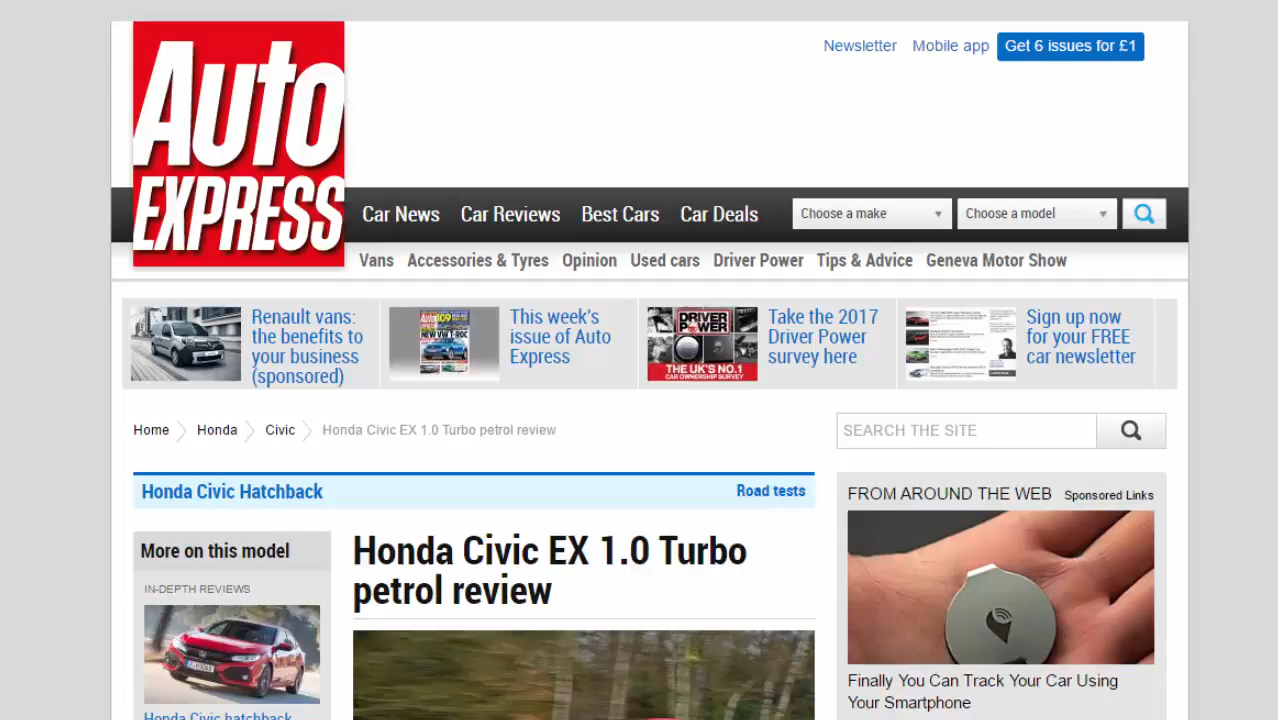 Auto
EXPRESS
Newsletter Mobile app Get 6 issues for £1
Car News Car Reviews Best Cars Car Deals Choose a make Choose a model
Vans Accessories & Tyres Opinion Used cars Driver Power Tips & Advice Geneva Motor Show
Renault vans:
the benefits to
your business
(sponsored)
This week's
issue of Auto
Express
DRIVER
POWER
THE UK'S NO.1
CAR OWNERSHIP SURVEY
Take the 2017
Driver Power
survey here
Sign up now
for your FREE
car newsletter
Home Honda Civic Honda Civic EX 1.0 Turbo petrol review
SEARCH THE SITE
Honda Civic Hatchback Road tests
More on this model
IN-DEPTH REVIEWS
Honda Civic hatchback
Honda Civic EX 1.0 Turbo
petrol review
FROM AROUND THE WEB Sponsored Links
Finally You Can Track Your Car Using
Your Smartphone